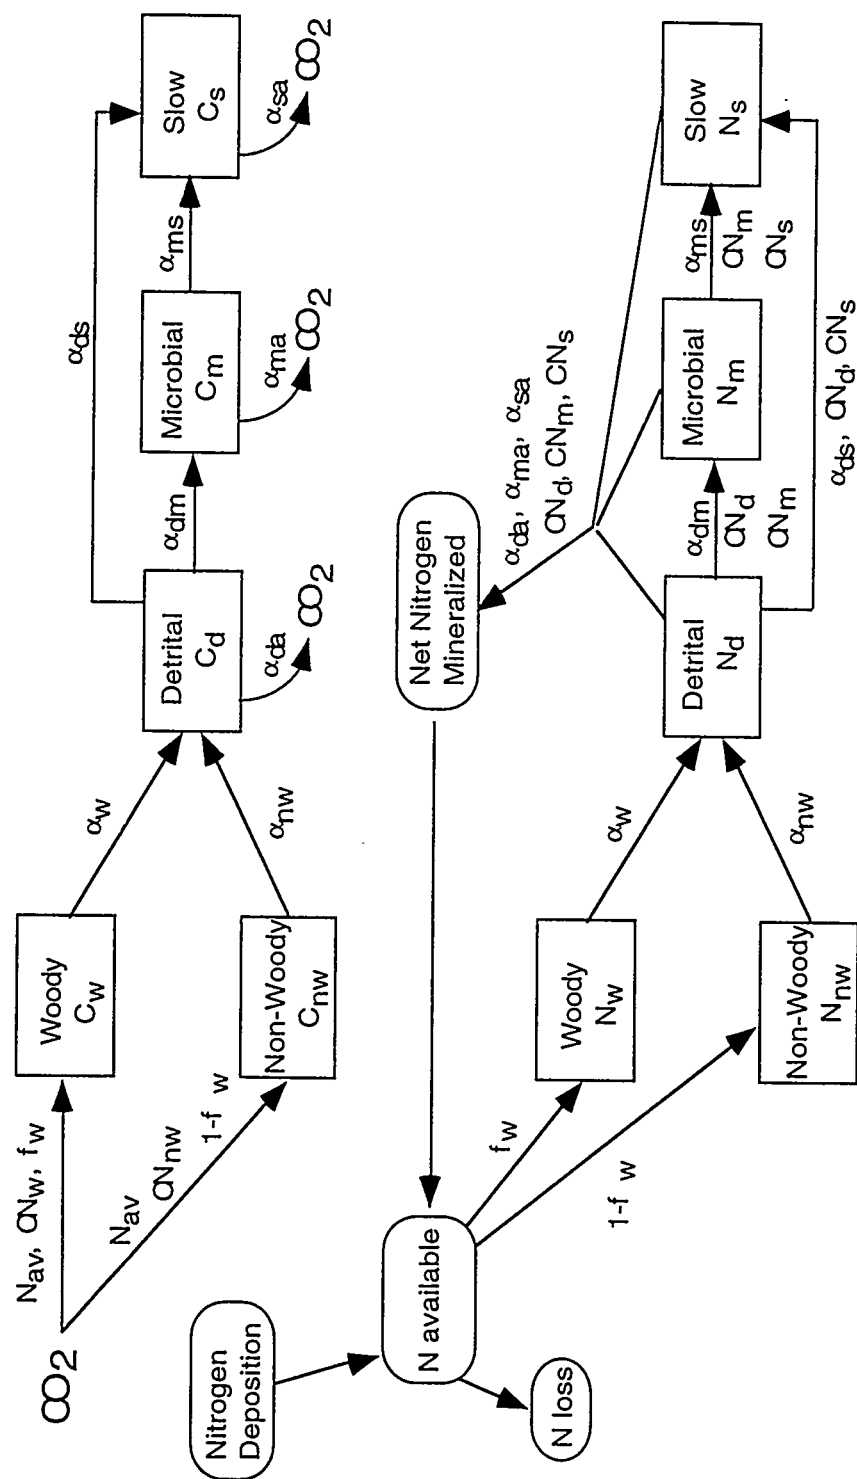 CO2
Nav, CNw, fw
Nav
CNnw
1-f w
Woody
Cw
Non-Woody
Cnw
αw
αnw
Detrital
Cd
αda
CO2
αdm
αds
Microbial
Cm
αma
CO2
αms
Slow
Cs
αsa
CO2
Nitrogen
Deposition
N available
N loss
Net Nitrogen
Mineralized
αda, αma, αsa
CNd, CNm, CNs
fw
1-f w
Woody
Nw
Non-Woody
Nnw
αw
αnw
Detrital
Nd
αdm
CNd
CNm
Microbial
Nm
αms
CNm
CNs
Slow
Ns
αds, CNd, CNs